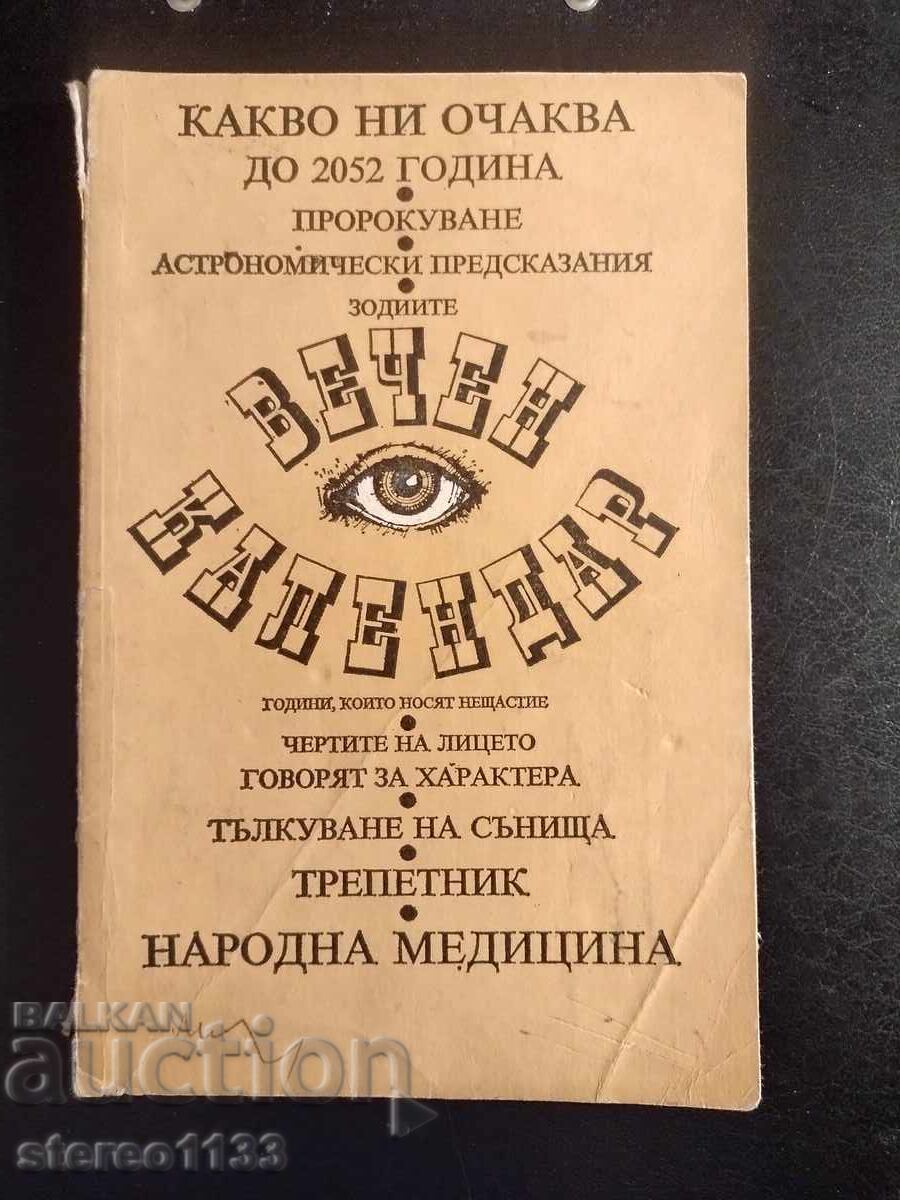 КАКВО НИ ОЧАКВА
ДО 2052 ГОДИНА
ПРОРОКУВАНЕ
АСТРОНОМИЧЕСКИ ПРЕДСКАЗАНИЯ
ЗОДИИТЕ
ВЕЧЕН
КАЛЕНДАР
ГОДИНИ, КОИТО НОСЯТ НЕЩАСТИЕ
ЧЕРТИТЕ НА ЛИЦЕТО
ГОВОРЯТ ЗА ХАРАКТЕРА
ТЪЛКУВАНЕ НА СЪНИЩА
ТРЕПЕТНИК
НАРОДНА МЕДИЦИНА
BALKAN
auction
stereo1133